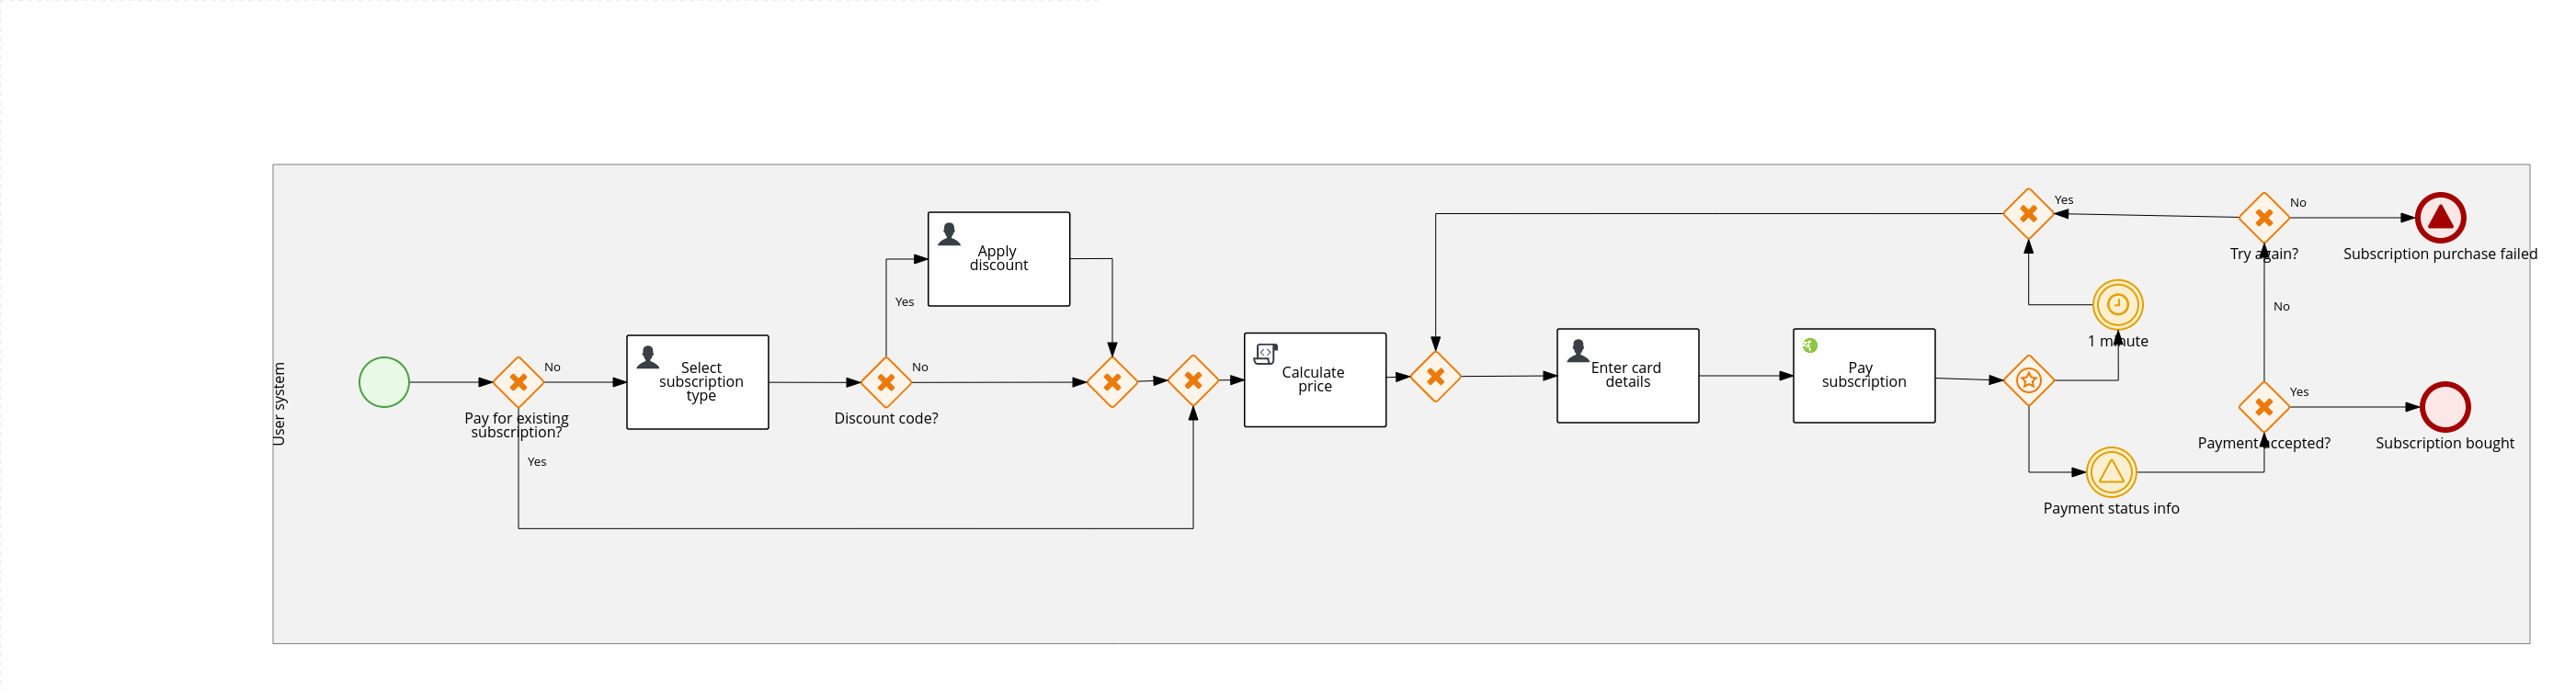 User system
Pay for existing
subscription?
No
Yes
Select
subscription
type
Discount code?
Yes
No
Apply
discount
Calculate
price
Enter card
details
Pay
subscription
1 minute
Payment status info
Yes
Try again?
No
Subscription purchase failed
No
Payment accepted?
Yes
Subscription bought